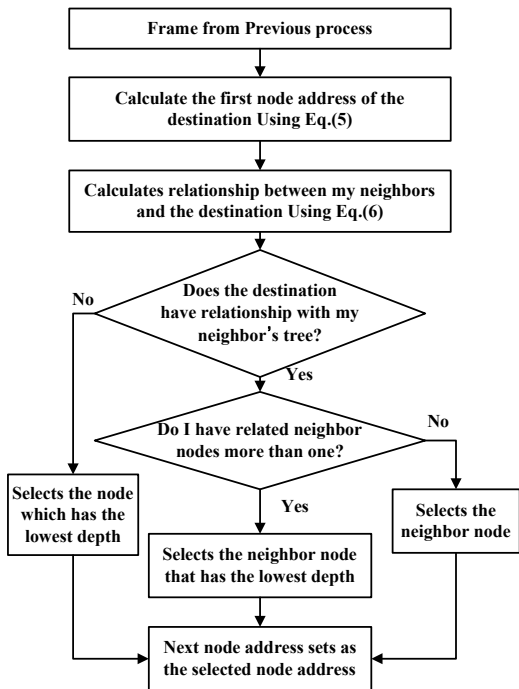 Frame from Previous process
Calculate the first node address of the
destination Using Eq.(5)
Calculates relationship between my neighbors
and the destination Using Eq.(6)
No
Does the destination
have relationship with my
neighbor's tree?
Yes
Do I have related neighbor
nodes more than one?
No
Selects the node
which has the
lowest depth
Yes
Selects the
neighbor node
Selects the neighbor node
that has the lowest depth
Next node address sets as
the selected node address